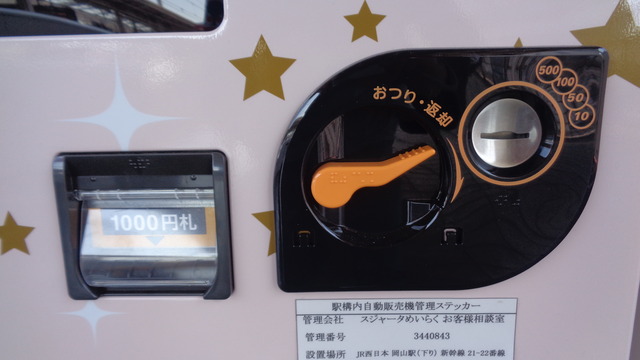 おつり・返却
500
100
50
10
1000円札
駅構内自動販売機管理ステッカー
管理会社 スジャータめいらく お客様相談室
管理番号 3440843
設置場所 JR西日本 岡山駅(下り) 新幹線 21-22番線